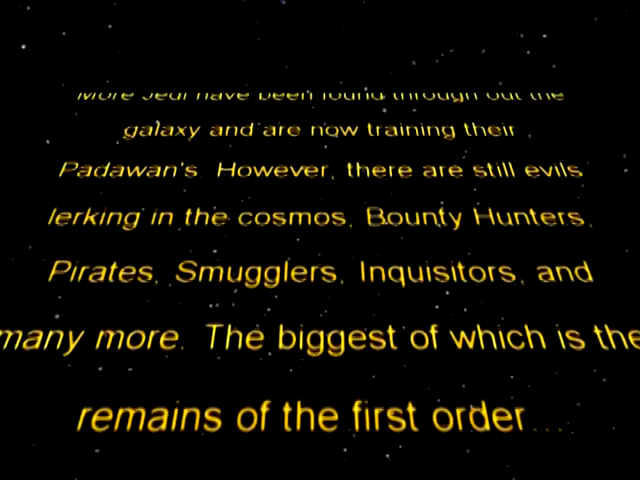 More Jedi have been found through out the
galaxy and are now training their
Padawan's. However, there are still evils
lerking in the cosmos, Bounty Hunters,
Pirates, Smugglers, Inquisitors, and
many more. The biggest of which is the
remains of the first order...